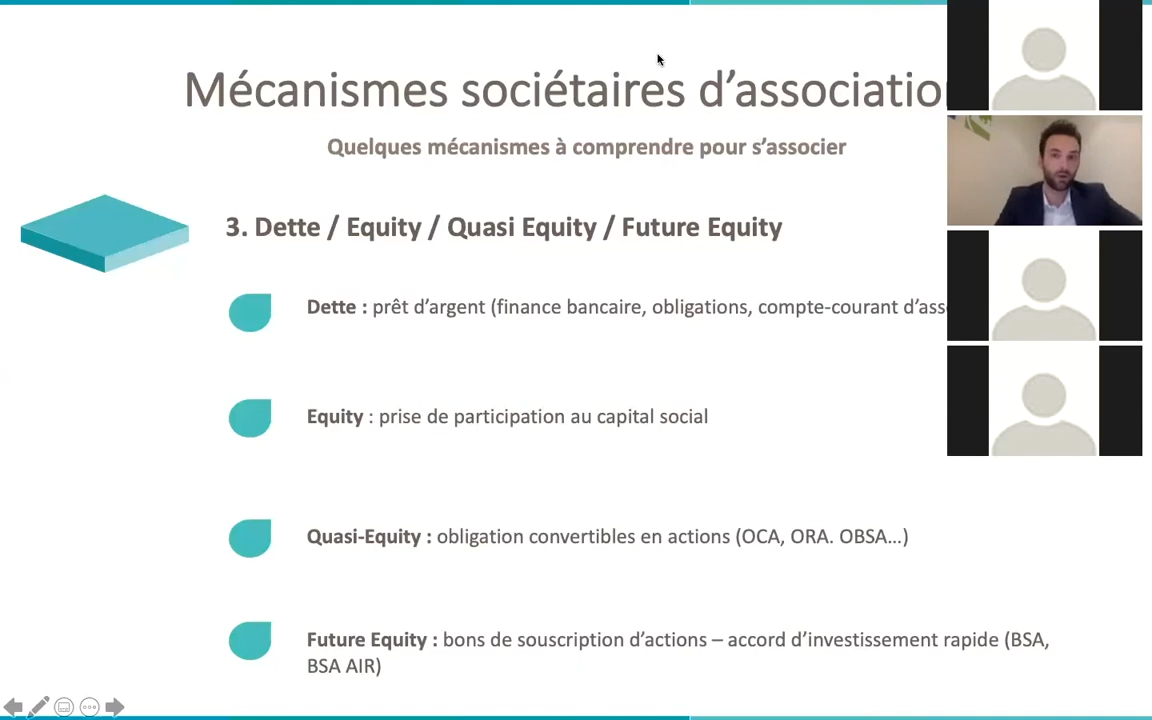 Mécanismes sociétaires d’association
Quelques mécanismes à comprendre pour s’associer
3. Dette / Equity / Quasi Equity / Future Equity
Dette : prêt d’argent (finance bancaire, obligations, compte-courant
Equity : prise de participation au capital social
Quasi-Equity : obligation convertibles en actions (OCA, ORA. OBSA...)
Future Equity : bons de souscription d’actions – accord d’investissement rapide (BSA,
BSA AIR)